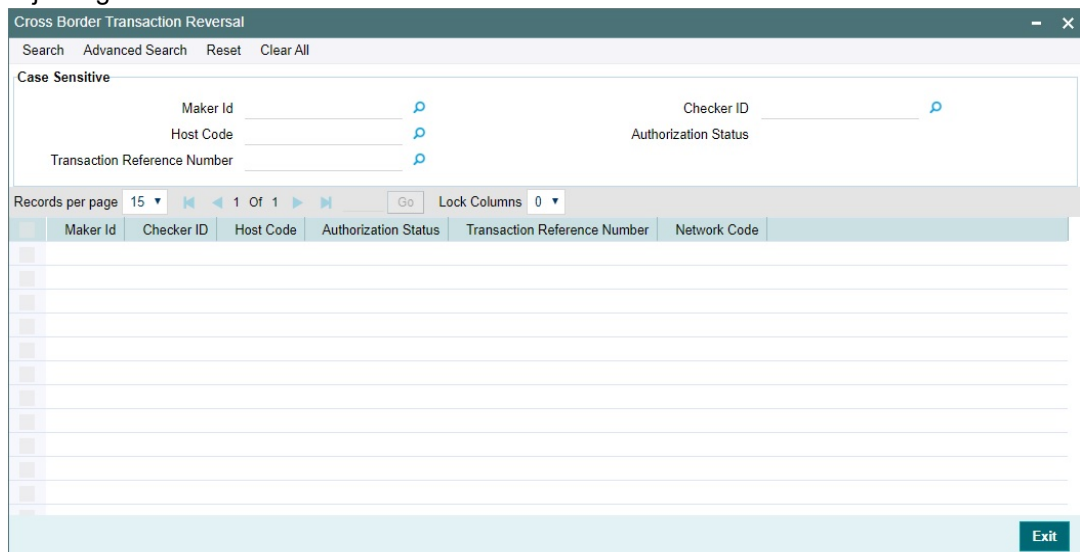 Cross Border Transaction Reversal
Search Advanced Search Reset Clear All
Case Sensitive
Maker Id Checker ID
Host Code Authorization Status
Transaction Reference Number
Records per page 15 1 Of 1 Go Lock Columns 0
Maker Id Checker ID Host Code Authorization Status Transaction Reference Number Network Code
Exit